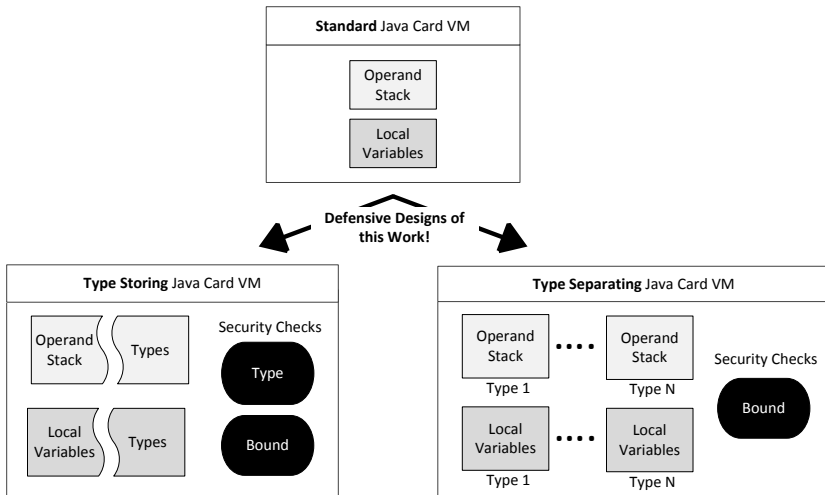 Standard Java Card VM
Operand
Stack
Local
Variables
Defensive Designs of
this Work!
Type Storing Java Card VM
Operand
Stack
Types
Local
Variables
Types
Security Checks
Type
Bound
Type Separating Java Card VM
Operand
Stack
Type 1
....
Operand
Stack
Type N
Local
Variables
Type 1
....
Local
Variables
Type N
Security Checks
Bound